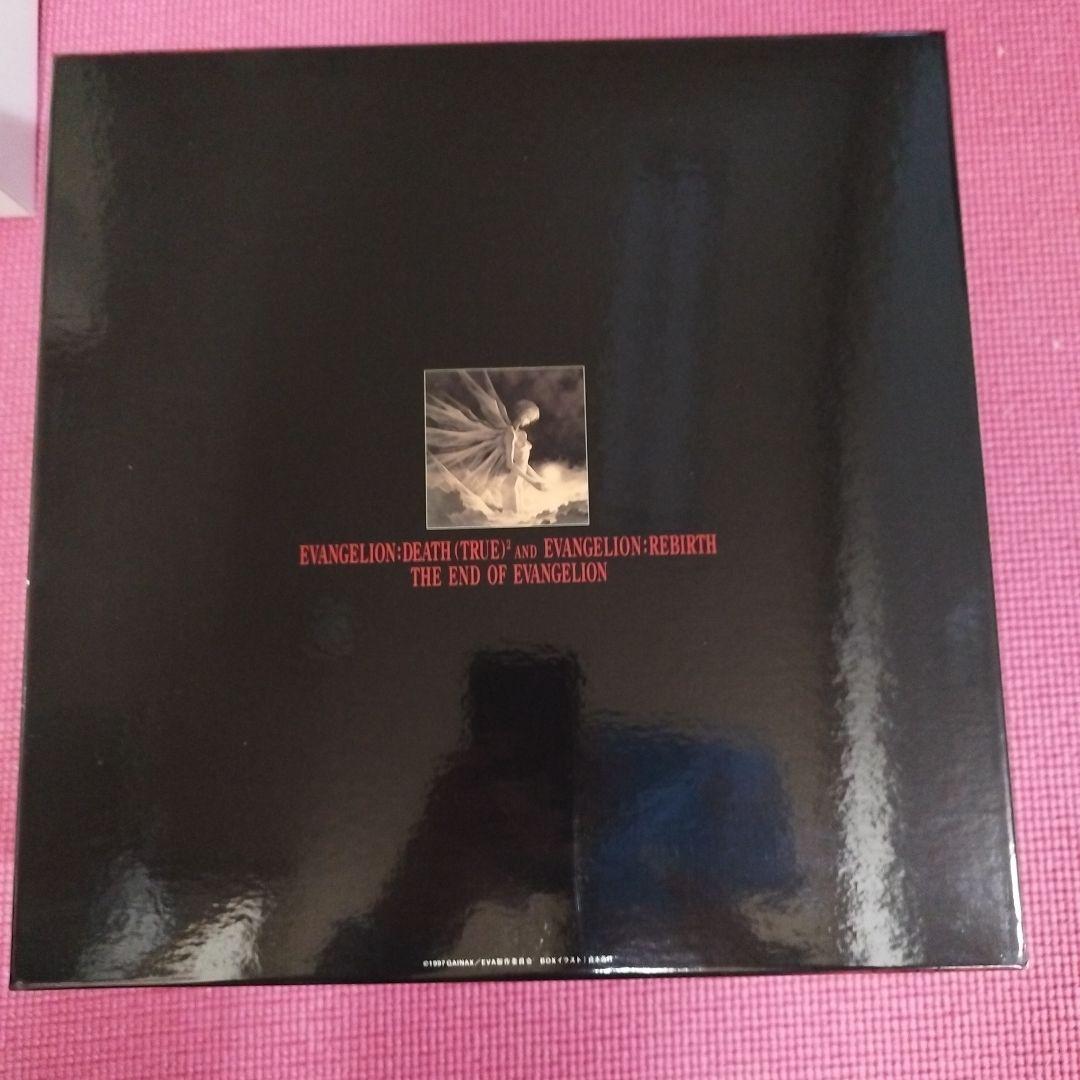 EVANGELION:DEATH (TRUE)² AND EVANGELION:REBIRTH
THE END OF EVANGELION
©1997 GAINAX／EVA製作委員会 BOXイラスト｜貞本義行